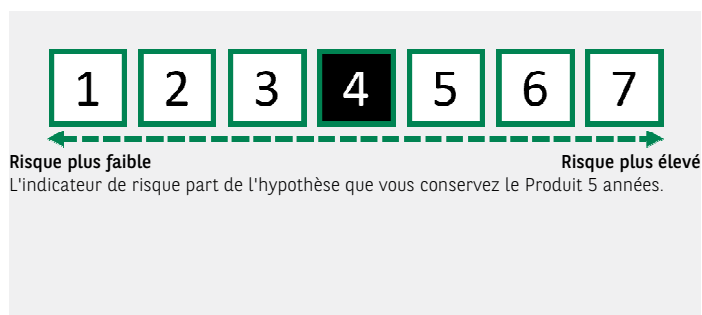 1 2 3 4 5 6 7
Risque plus faible Risque plus élevé
L'indicateur de risque part de l'hypothèse que vous conservez le Produit 5 années.